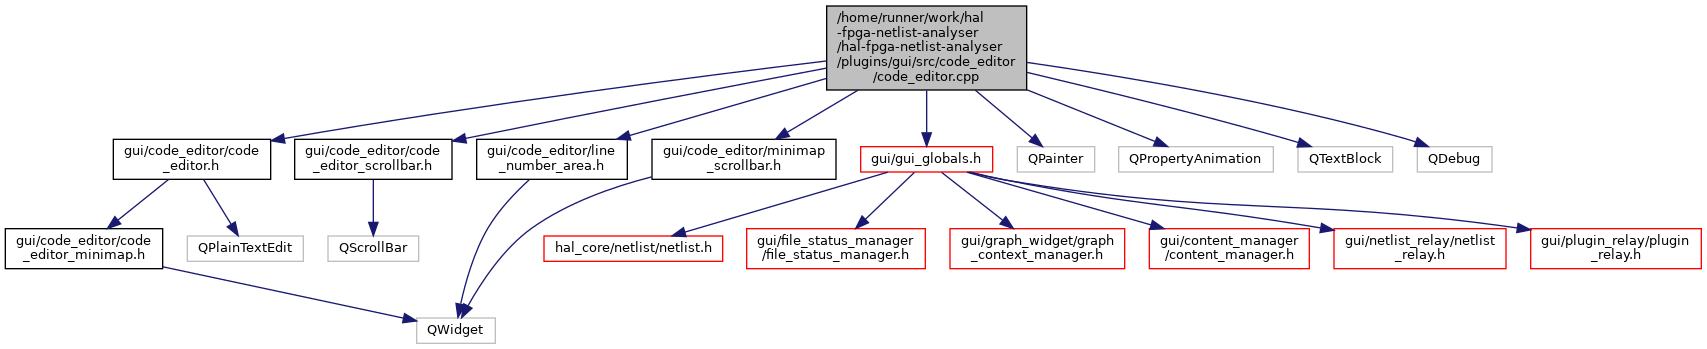 /home/runner/work/hal
-fpga-netlist-analyser
/hal-fpga-netlist-analyser
/plugins/gui/src/code_editor
/code_editor.cpp
gui/code_editor/code
_editor.h
gui/code_editor/code
_editor_scrollbar.h
gui/code_editor/line
_number_area.h
gui/code_editor/minimap
_scrollbar.h
gui/gui_globals.h
QPainter
QPropertyAnimation
QTextBlock
QDebug
gui/code_editor/code
_editor_minimap.h
QPlainTextEdit
QScrollBar
hal_core/netlist/netlist.h
gui/file_status_manager
/file_status_manager.h
gui/graph_widget/graph
_context_manager.h
gui/content_manager
/content_manager.h
gui/netlist_relay/netlist
_relay.h
gui/plugin_relay/plugin
_relay.h
QWidget